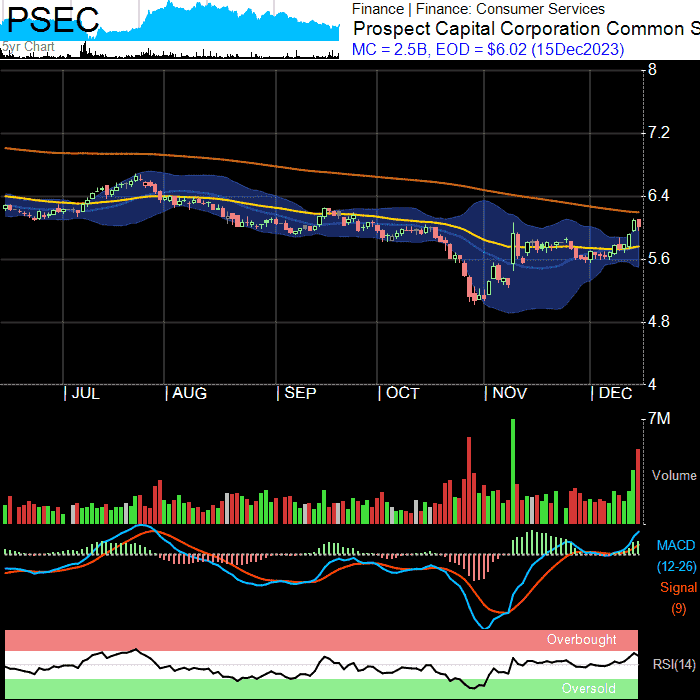 PSEC
5yr Chart
Finance | Finance: Consumer Services
Prospect Capital Corporation Common S
MC = 2.5B, EOD = $6.02 (15Dec2023)
8
7.2
6.4
5.6
4.8
4
| JUL | AUG | SEP | OCT | NOV | DEC
7M
Volume
MACD
(12-26)
Signal
(9)
Overbought
RSI(14)
Oversold